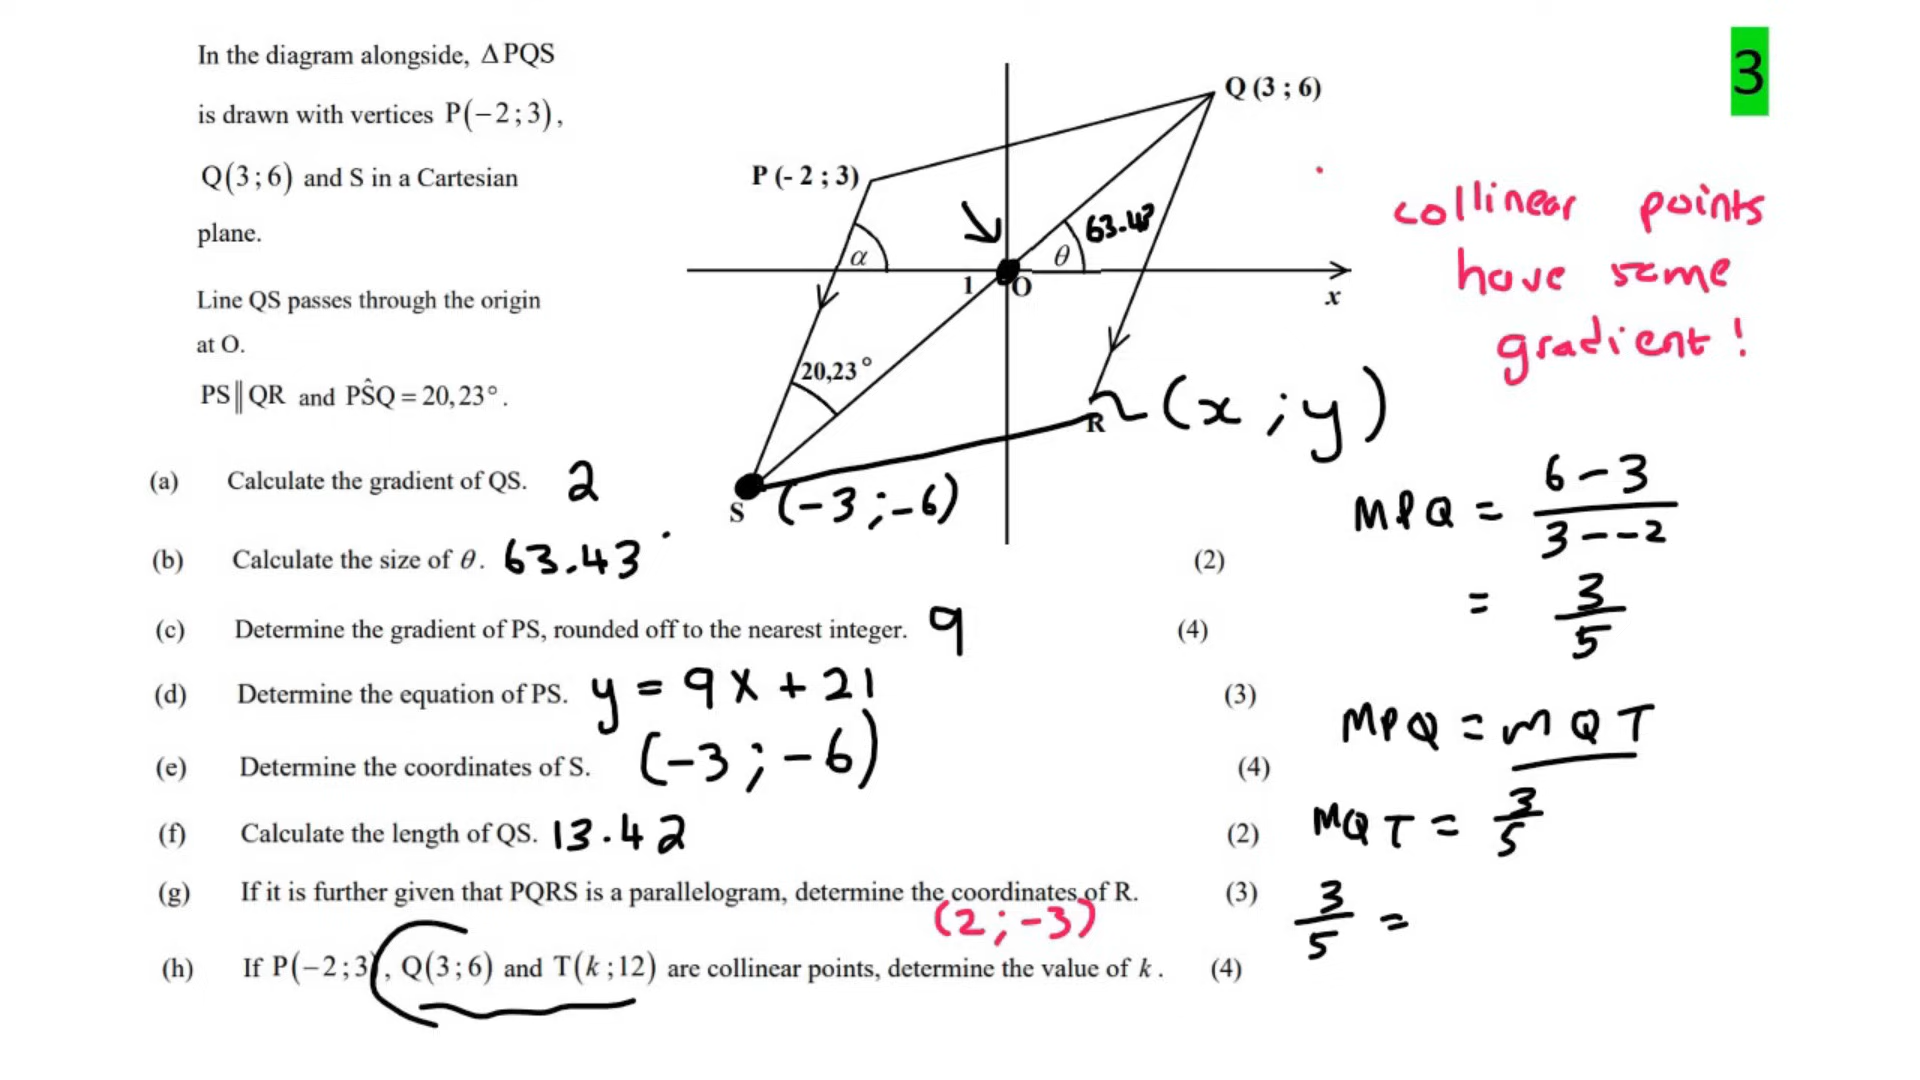 3
In the diagram alongside, ΔPQS
is drawn with vertices P(−2;3),
Q(3;6) and S in a Cartesian
plane.
Line QS passes through the origin
at O.
PS∥QR and PŜQ = 20,23°.
Q (3 ; 6)
P (- 2 ; 3)
63.43
α
θ
1
O
x
20,23°
R (x ; y)
S (-3 ; -6)
collinear points
have same
gradient!
(a) Calculate the gradient of QS. 2
(b) Calculate the size of θ. 63.43° (2)
(c) Determine the gradient of PS, rounded off to the nearest integer. 9 (4)
(d) Determine the equation of PS. y = 9x + 21 (3)
(e) Determine the coordinates of S. (-3 ; -6) (4)
(f) Calculate the length of QS. 13.42 (2)
(g) If it is further given that PQRS is a parallelogram, determine the coordinates of R. (3)
(2 ; -3)
(h) If P(−2;3), Q(3;6) and T(k;12) are collinear points, determine the value of k. (4)
MPQ = 6 - 3
3 - -2
= 3/5
MPQ = MQT
MQT = 3/5
3/5 =